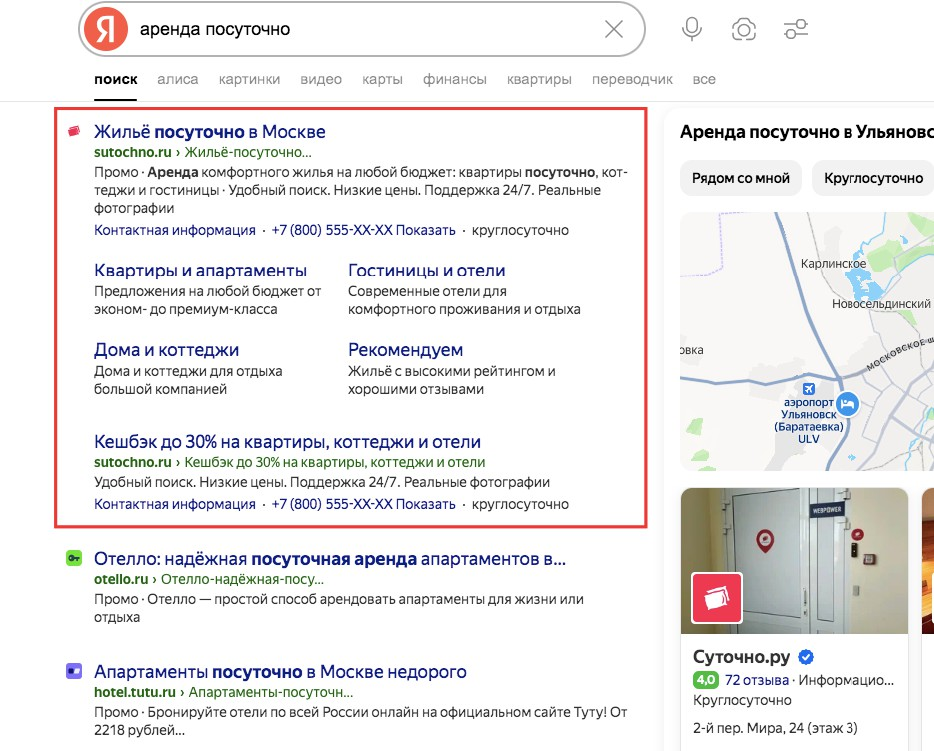 Я аренда посуточно
поиск алиса картинки видео карты финансы квартиры переводчик все
Жильё посуточно в Москве
sutochno.ru › Жильё-посуточно...
Промо · Аренда комфортного жилья на любой бюджет: квартиры посуточно, кот-
теджи и гостиницы · Удобный поиск. Низкие цены. Поддержка 24/7. Реальные
фотографии
Контактная информация · +7 (800) 555-XX-XX Показать · круглосуточно
Квартиры и апартаменты
Предложения на любой бюджет от
эконом- до премиум-класса
Гостиницы и отели
Современные отели для
комфортного проживания и отдыха
Дома и коттеджи
Дома и коттеджи для отдыха
большой компанией
Рекомендуем
Жильё с высокими рейтингом и
хорошими отзывами
Кешбэк до 30% на квартиры, коттеджи и отели
sutochno.ru › Кешбэк до 30% на квартиры, коттеджи и отели
Удобный поиск. Низкие цены. Поддержка 24/7. Реальные фотографии
Контактная информация · +7 (800) 555-XX-XX Показать · круглосуточно
Отелло: надёжная посуточная аренда апартаментов в...
otello.ru › Отелло-надёжная-посу...
Промо · Отелло — простой способ арендовать апартаменты для жизни или
отдыха
Апартаменты посуточно в Москве недорого
hotel.tutu.ru › Апартаменты-посуточн...
Промо · Бронируйте отели по всей России онлайн на официальном сайте Туту! От
2218 рублей...
Аренда посуточно в Ульяновс
Рядом со мной Круглосуточно
Карлинское
Новосельдинский
овка
МОСКОВСКОЕ Ш
аэропорт
Ульяновск
(Баратаевка)
ULV
WEBPOWER
Суточно.ру
4,0 72 отзыва · Информацио...
Круглосуточно
2-й пер. Мира, 24 (этаж 3)